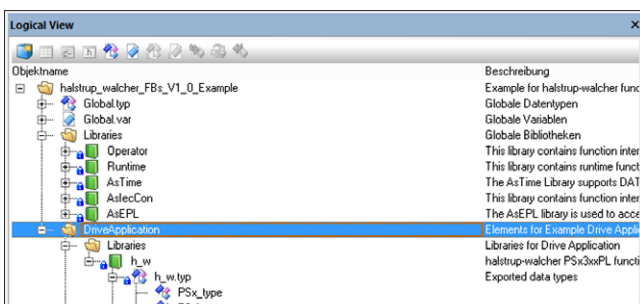 Logical View
Objektname Beschreibung
halstrup_walcher_FBs_V1_0_Example Example for halstrup-walcher func
Global.typ Globale Datentypen
Global.var Globale Variablen
Libraries Globale Bibliotheken
Operator This library contains function inter
Runtime This library contains runtime funct
AsTime The AsTime Library supports DAT
AsIecCon This library contains function inter
AsEPL The AsEPL library is used to acce
DriveApplication Elements for Example Drive Appli
Libraries Libraries for Drive Application
h_w halstrup-walcher PSx3xxPL functi
h_w.typ Exported data types
PSx_type